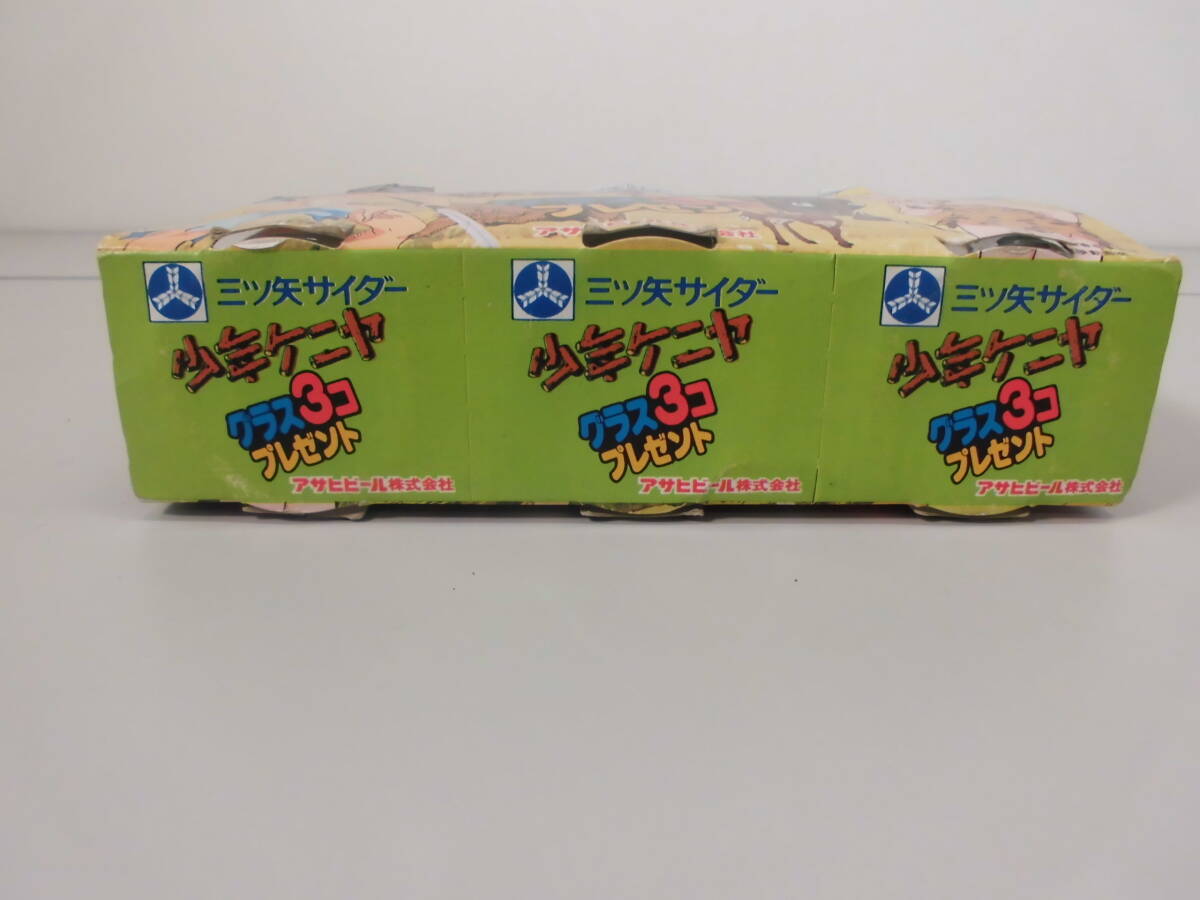 アサヒ
三ツ矢サイダー
少年ケニヤ
グラス3コ
プレゼント
アサヒビール株式会社
三ツ矢サイダー
少年ケニヤ
グラス3コ
プレゼント
アサヒビール株式会社
三ツ矢サイダー
少年ケニヤ
グラス3コ
プレゼント
アサヒビール株式会社